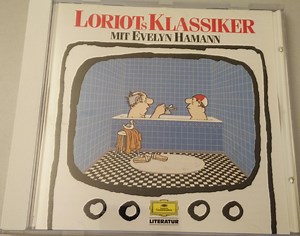 LORIOTS KLASSIKER
MIT EVELYN HAMANN
LITERATUR